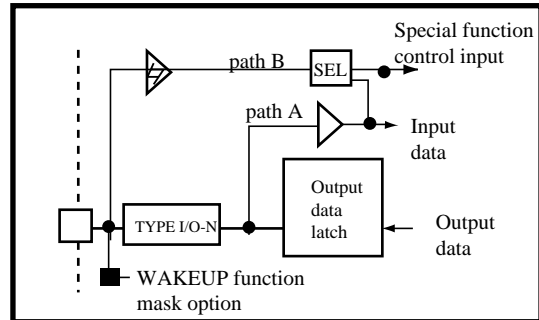 Special function
control input
path B
SEL
path A
Input
data
Output
data
latch
TYPE I/O-N
Output
data
WAKEUP function
mask option